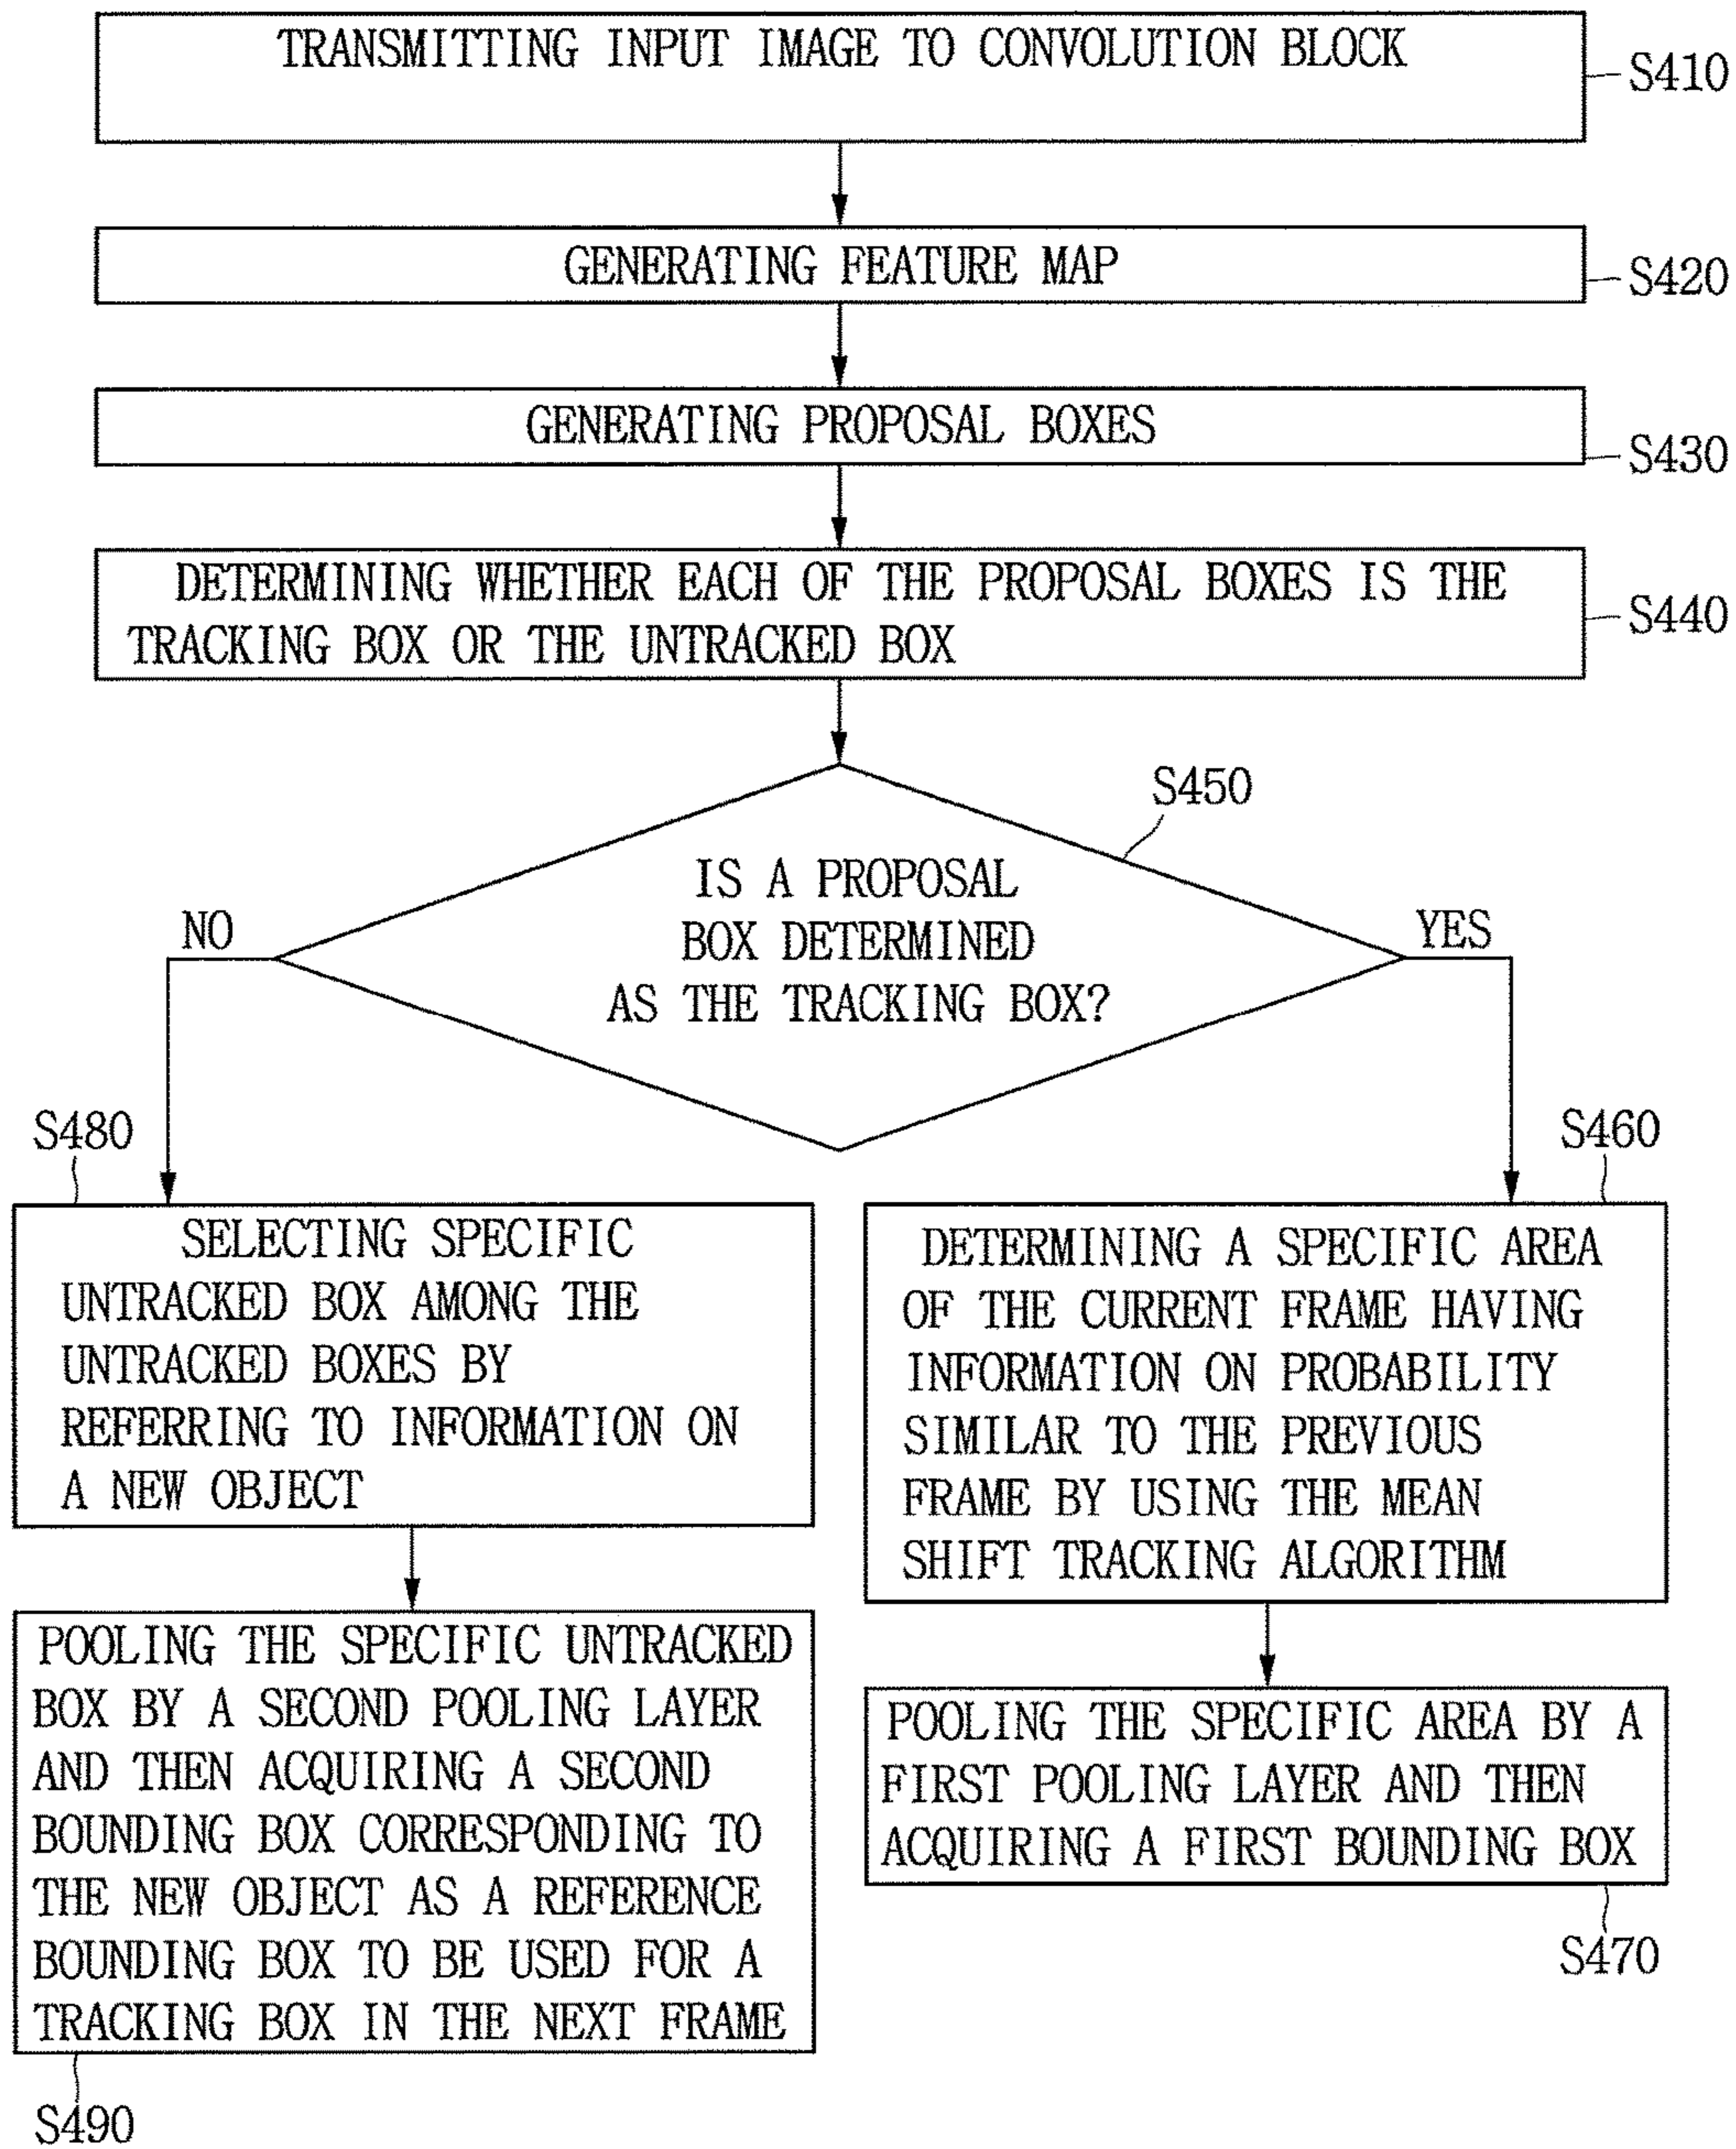 TRANSMITTING INPUT IMAGE TO CONVOLUTION BLOCK
S410
GENERATING FEATURE MAP
S420
GENERATING PROPOSAL BOXES
S430
DETERMINING WHETHER EACH OF THE PROPOSAL BOXES IS THE
TRACKING BOX OR THE UNTRACKED BOX
S440
S450
IS A PROPOSAL
BOX DETERMINED
AS THE TRACKING BOX?
NO
YES
S480
SELECTING SPECIFIC
UNTRACKED BOX AMONG THE
UNTRACKED BOXES BY
REFERRING TO INFORMATION ON
A NEW OBJECT
S460
DETERMINING A SPECIFIC AREA
OF THE CURRENT FRAME HAVING
INFORMATION ON PROBABILITY
SIMILAR TO THE PREVIOUS
FRAME BY USING THE MEAN
SHIFT TRACKING ALGORITHM
POOLING THE SPECIFIC UNTRACKED
BOX BY A SECOND POOLING LAYER
AND THEN ACQUIRING A SECOND
BOUNDING BOX CORRESPONDING TO
THE NEW OBJECT AS A REFERENCE
BOUNDING BOX TO BE USED FOR A
TRACKING BOX IN THE NEXT FRAME
S490
POOLING THE SPECIFIC AREA BY A
FIRST POOLING LAYER AND THEN
ACQUIRING A FIRST BOUNDING BOX
S470